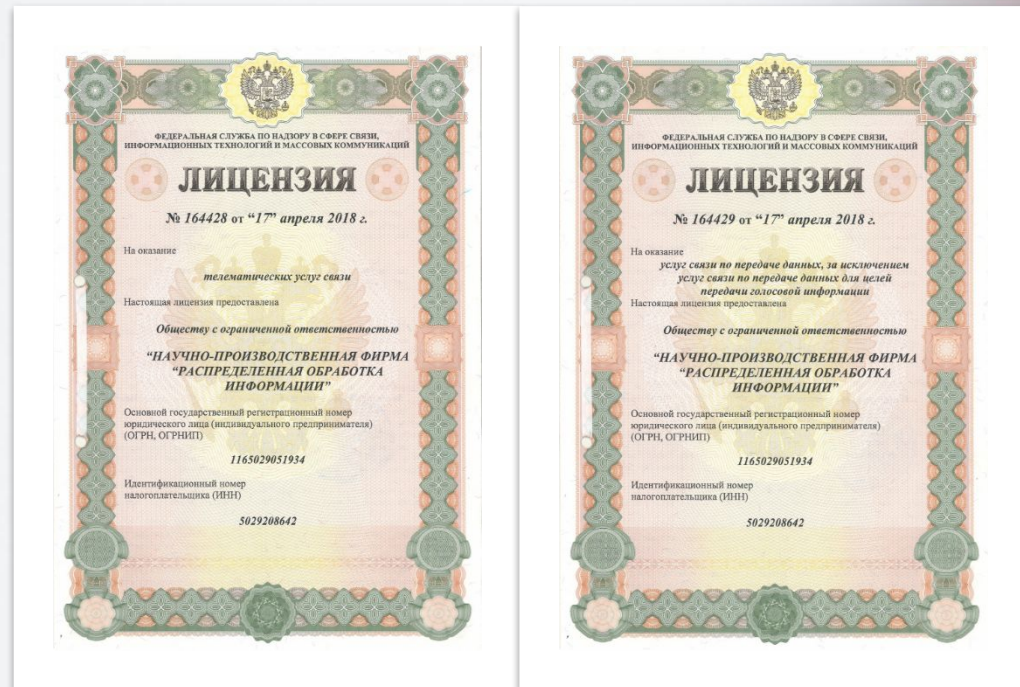 ФЕДЕРАЛЬНАЯ СЛУЖБА ПО НАДЗОРУ В СФЕРЕ СВЯЗИ,
ИНФОРМАЦИОННЫХ ТЕХНОЛОГИЙ И МАССОВЫХ КОММУНИКАЦИЙ
ЛИЦЕНЗИЯ
№ 164428 от “17” апреля 2018 г.
На оказание
телематических услуг связи
Настоящая лицензия предоставлена
Обществу с ограниченной ответственностью
“НАУЧНО-ПРОИЗВОДСТВЕННАЯ ФИРМА
“РАСПРЕДЕЛЕННАЯ ОБРАБОТКА
ИНФОРМАЦИИ”
Основной государственный регистрационный номер
юридического лица (индивидуального предпринимателя)
(ОГРН, ОГРНИП)
1165029051934
Идентификационный номер
налогоплательщика (ИНН)
5029208642
ФЕДЕРАЛЬНАЯ СЛУЖБА ПО НАДЗОРУ В СФЕРЕ СВЯЗИ,
ИНФОРМАЦИОННЫХ ТЕХНОЛОГИЙ И МАССОВЫХ КОММУНИКАЦИЙ
ЛИЦЕНЗИЯ
№ 164429 от “17” апреля 2018 г.
На оказание
услуг связи по передаче данных, за исключением
услуг связи по передаче данных для целей
передачи голосовой информации
Настоящая лицензия предоставлена
Обществу с ограниченной ответственностью
“НАУЧНО-ПРОИЗВОДСТВЕННАЯ ФИРМА
“РАСПРЕДЕЛЕННАЯ ОБРАБОТКА
ИНФОРМАЦИИ”
Основной государственный регистрационный номер
юридического лица (индивидуального предпринимателя)
(ОГРН, ОГРНИП)
1165029051934
Идентификационный номер
налогоплательщика (ИНН)
5029208642